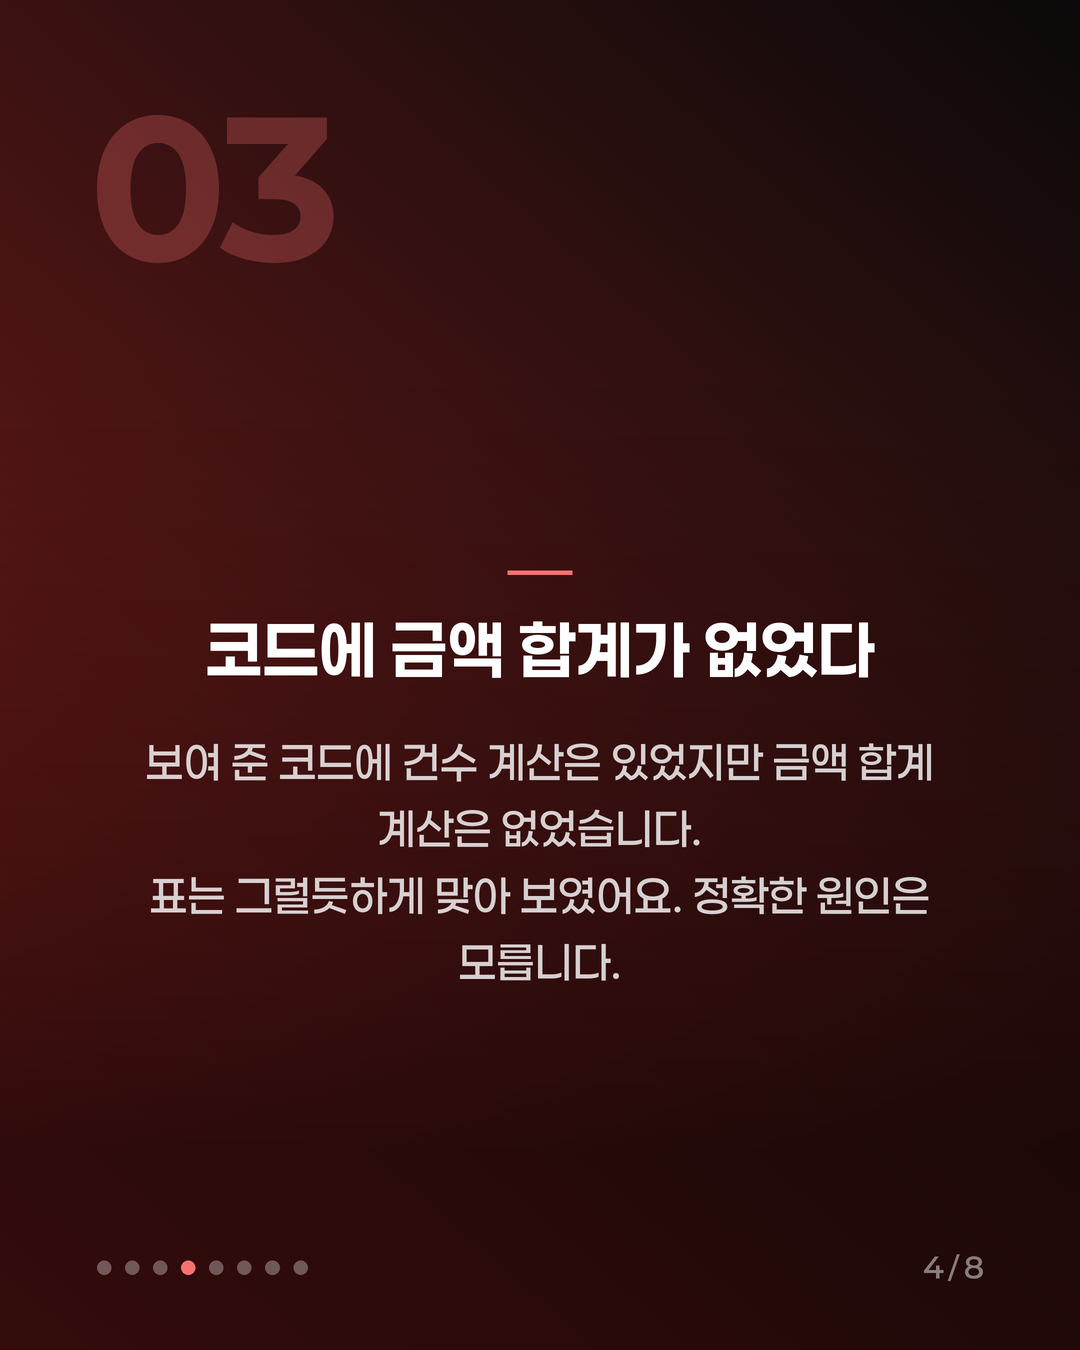 03
코드에 금액 합계가 없었다
보여 준 코드에 건수 계산은 있었지만 금액 합계
계산은 없었습니다.
표는 그럴듯하게 맞아 보였어요. 정확한 원인은
모릅니다.
4/8